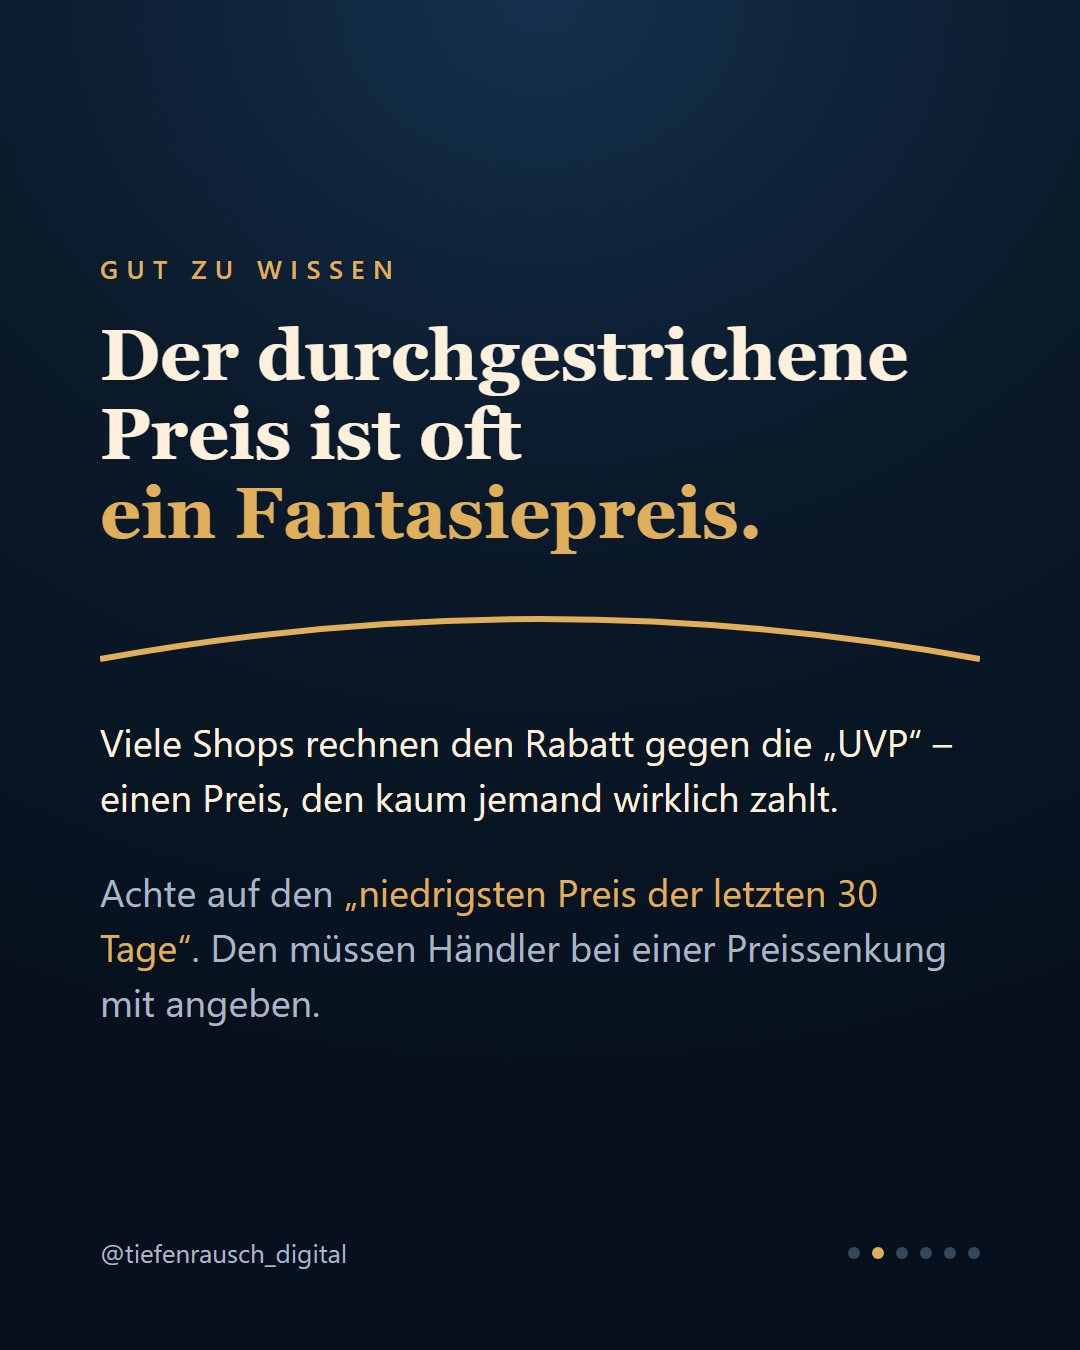 GUT ZU WISSEN
Der durchgestrichene
Preis ist oft
ein Fantasiepreis.
Viele Shops rechnen den Rabatt gegen die „UVP“ –
einen Preis, den kaum jemand wirklich zahlt.
Achte auf den „niedrigsten Preis der letzten 30
Tage“. Den müssen Händler bei einer Preissenkung
mit angeben.
@tiefenrausch_digital